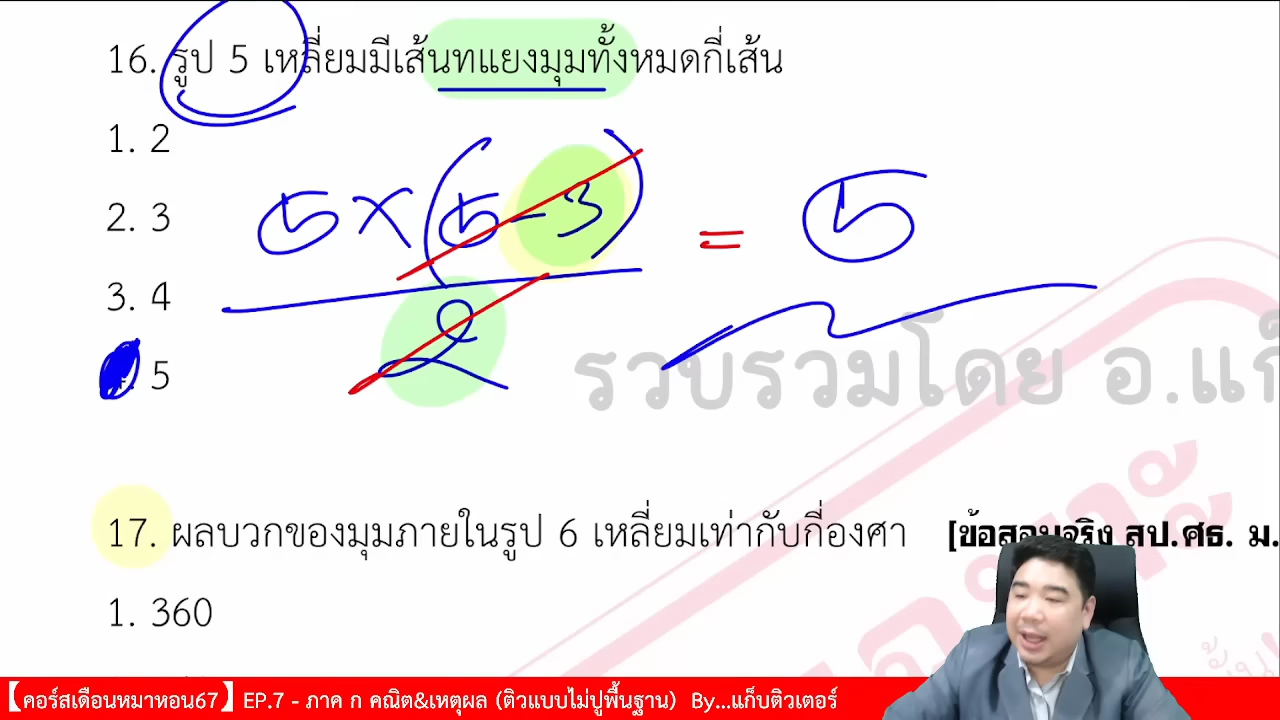 16. รูป 5 เหลี่ยมมีเส้นทแยงมุมทั้งหมดกี่เส้น
1. 2
2. 3
3. 4
5
5 × (5 - 3)
2
= 5
รวบรวมโดย อ.แก็
17. ผลบวกของมุมภายในรูป 6 เหลี่ยมเท่ากับกี่องศา [ข้อสอบจริง สป.ศธ. ม.
1. 360
【คอร์สเดือนหมาหอน67】 EP.7 - ภาค ก คณิต&เหตุผล (ติวแบบไม่ปูพื้นฐาน) By...แก็บติวเตอร์